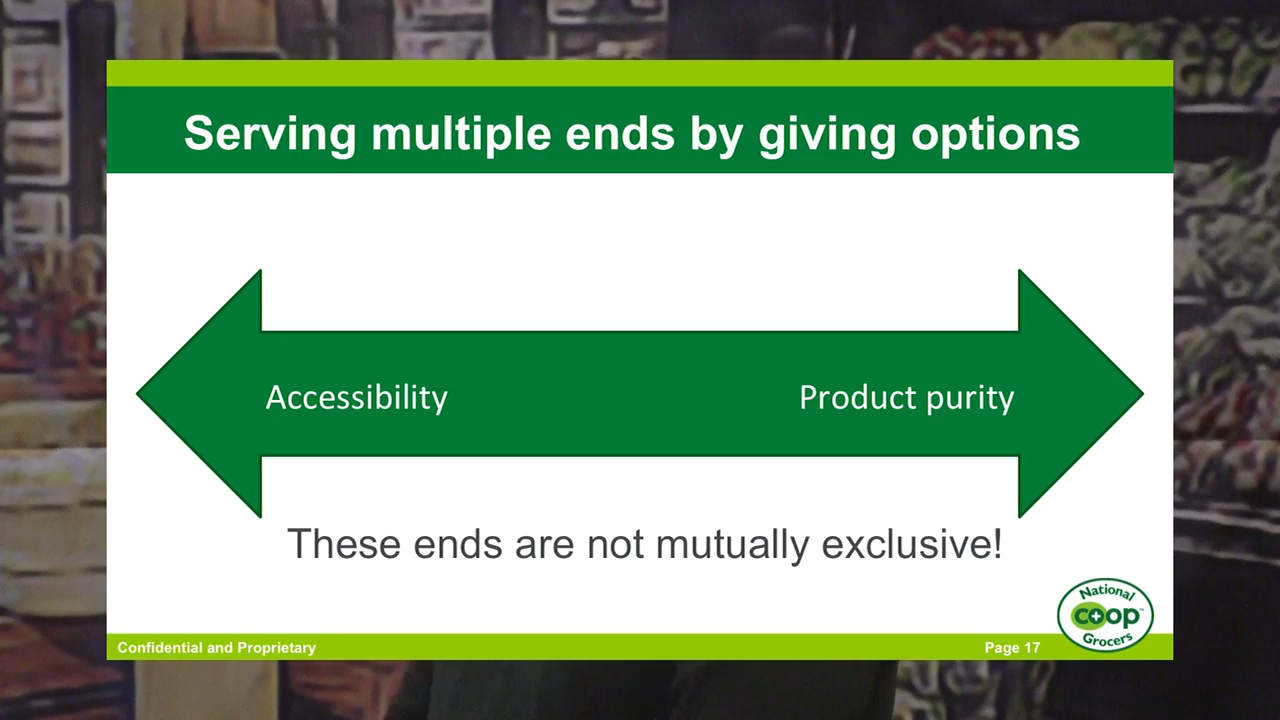 Serving multiple ends by giving options
Accessibility
Product purity
These ends are not mutually exclusive!
National
co+op™
Grocers
Confidential and Proprietary
Page 17